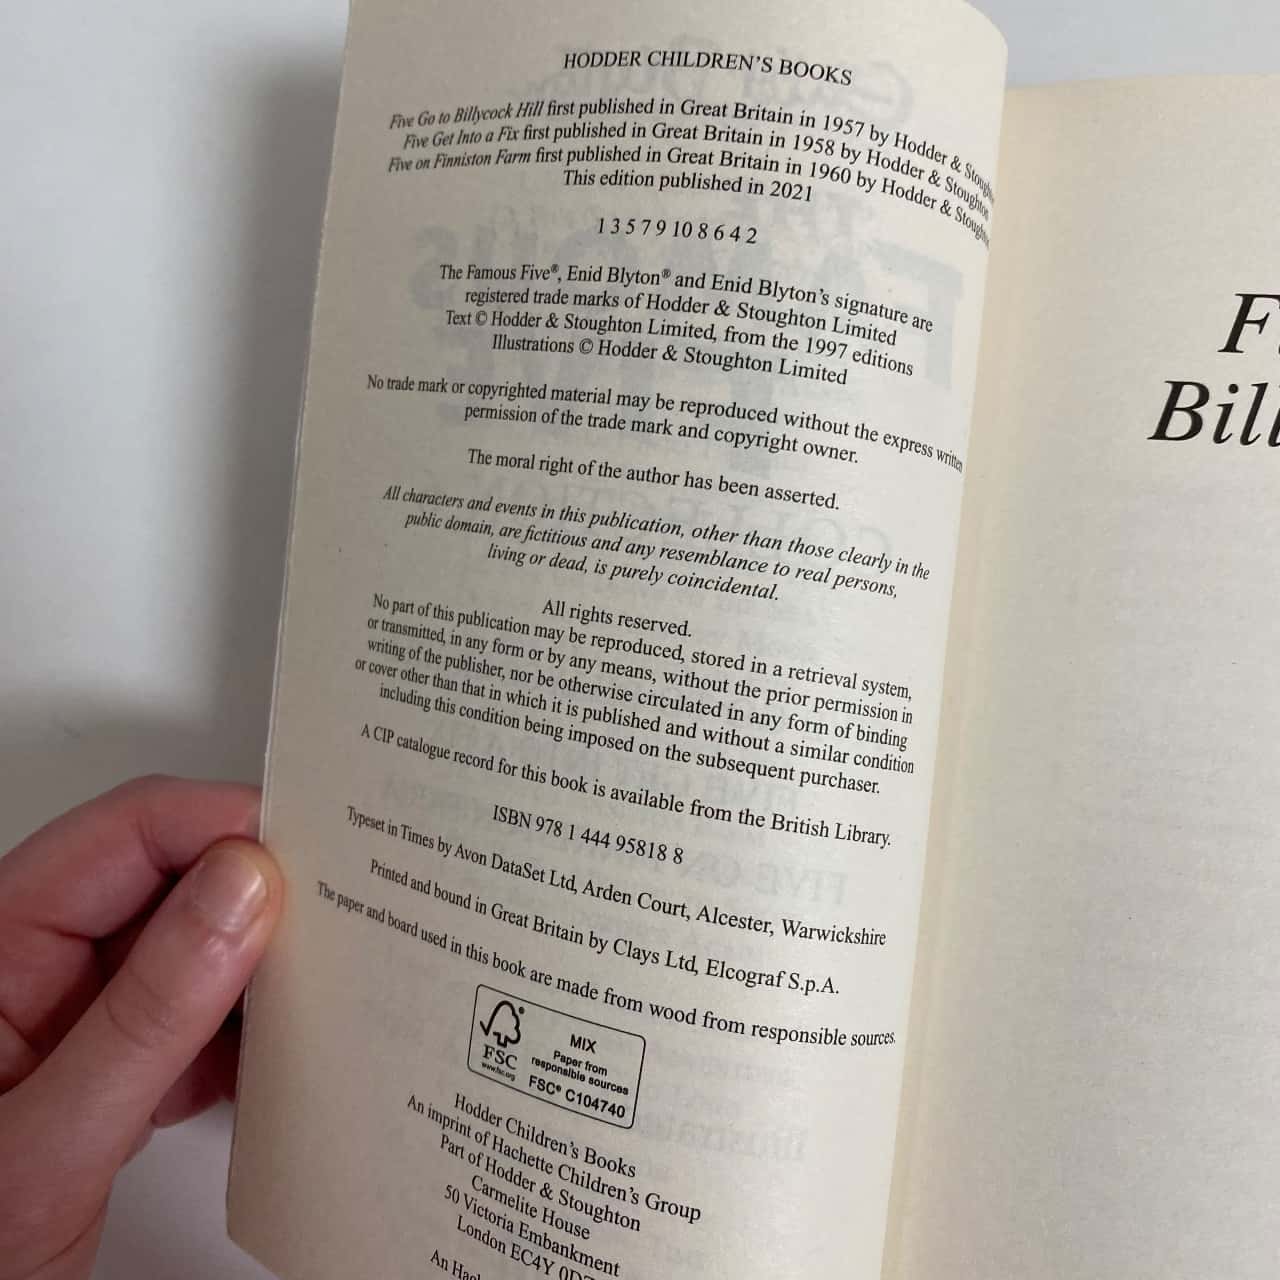 HODDER CHILDREN'S BOOKS
Five Go to Billycock Hill first published in Great Britain in 1957 by Hodder & Stoughton
Five Get Into a Fix first published in Great Britain in 1958 by Hodder & Stoughton
Five on Finniston Farm first published in Great Britain in 1960 by Hodder & Stoughton
This edition published in 2021
1 3 5 7 9 10 8 6 4 2
The Famous Five®, Enid Blyton® and Enid Blyton's signature are
registered trade marks of Hodder & Stoughton Limited
Text © Hodder & Stoughton Limited, from the 1997 editions
Illustrations © Hodder & Stoughton Limited
No trade mark or copyrighted material may be reproduced without the express written
permission of the trade mark and copyright owner.
The moral right of the author has been asserted.
All characters and events in this publication, other than those clearly in the
public domain, are fictitious and any resemblance to real persons,
living or dead, is purely coincidental.
All rights reserved.
No part of this publication may be reproduced, stored in a retrieval system,
or transmitted, in any form or by any means, without the prior permission in
writing of the publisher, nor be otherwise circulated in any form of binding
or cover other than that in which it is published and without a similar condition
including this condition being imposed on the subsequent purchaser.
A CIP catalogue record for this book is available from the British Library.
ISBN 978 1 444 95818 8
Typeset in Times by Avon DataSet Ltd, Arden Court, Alcester, Warwickshire
Printed and bound in Great Britain by Clays Ltd, Elcograf S.p.A.
The paper and board used in this book are made from wood from responsible sources.
FSC
www.fsc.org
MIX
Paper from
responsible sources
FSC® C104740
Hodder Children's Books
An imprint of Hachette Children's Group
Part of Hodder & Stoughton
Carmelite House
50 Victoria Embankment
London EC4Y
An
Bill